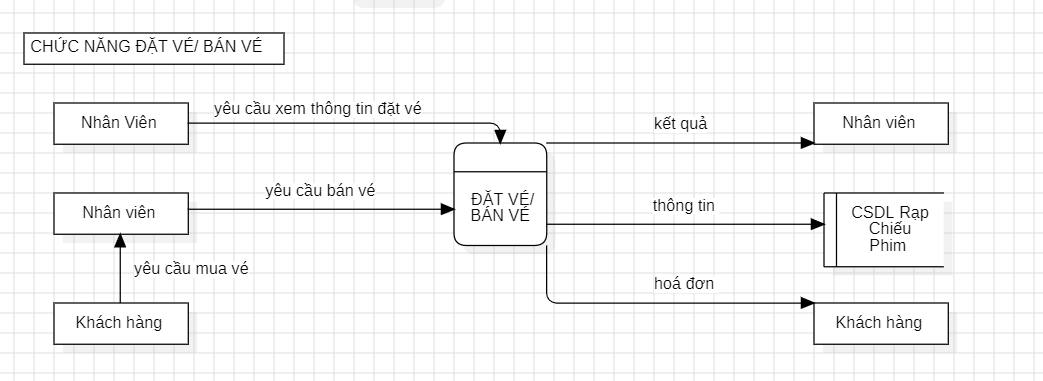 CHỨC NĂNG ĐẶT VÉ/ BÁN VÉ
Nhân Viên
yêu cầu xem thông tin đặt vé
kết quả
Nhân viên
Nhân viên
yêu cầu bán vé
ĐẶT VÉ/
BÁN VÉ
thông tin
CSDL Rạp
Chiếu
Phim
yêu cầu mua vé
hoá đơn
Khách hàng
Khách hàng